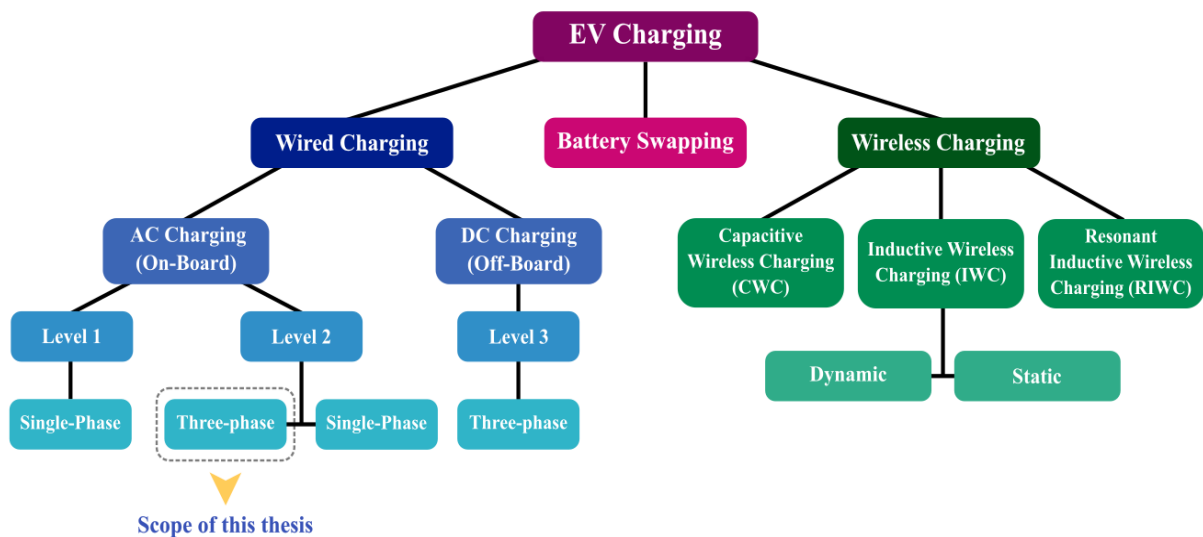 EV Charging
Wired Charging
Battery Swapping
Wireless Charging
AC Charging
(On-Board)
DC Charging
(Off-Board)
Capacitive
Wireless Charging
(CWC)
Inductive Wireless
Charging (IWC)
Resonant
Inductive Wireless
Charging (RIWC)
Level 1
Level 2
Level 3
Dynamic
Static
Single-Phase
Three-phase
Single-Phase
Three-phase
Scope of this thesis